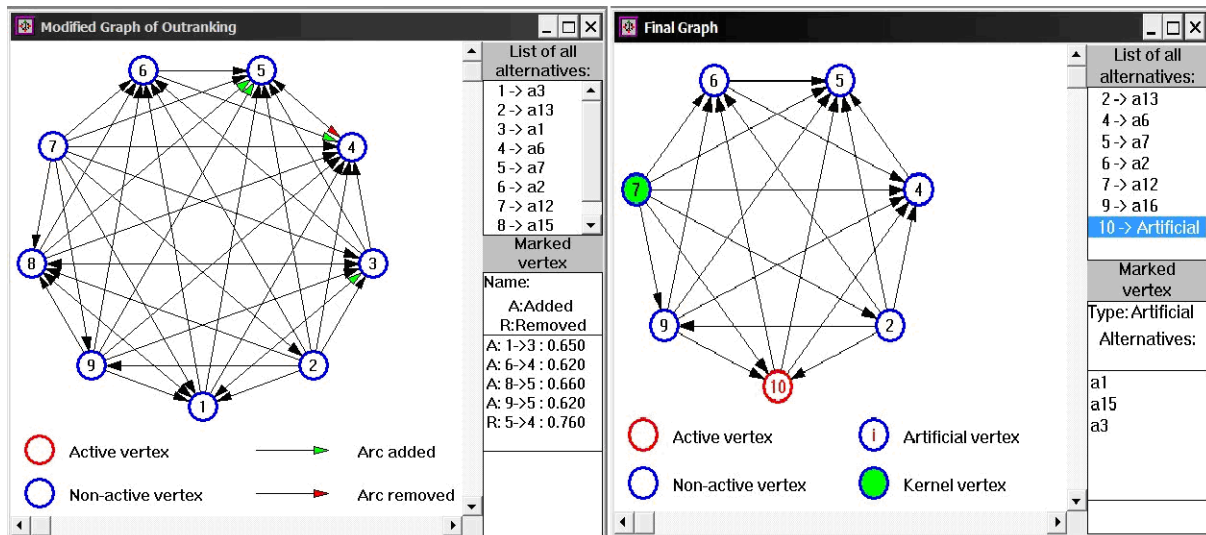 Modified Graph of Outranking
6
5
7
4
8
3
9
2
1
Active vertex
Arc added
Non-active vertex
Arc removed
List of all
alternatives:
1 -> a3
2 -> a13
3 -> a1
4 -> a6
5 -> a7
6 -> a2
7 -> a12
8 -> a15
Marked
vertex
Name:
A:Added
R:Removed
A: 1->3 : 0.650
A: 6->4 : 0.620
A: 8->5 : 0.660
A: 9->5 : 0.620
R: 5->4 : 0.760
Final Graph
6
5
7
4
9
2
10
Active vertex
i
Artificial vertex
Non-active vertex
Kernel vertex
List of all
alternatives:
2 -> a13
4 -> a6
5 -> a7
6 -> a2
7 -> a12
9 -> a16
10 -> Artificial
Marked
vertex
Type: Artificial
Alternatives:
a1
a15
a3